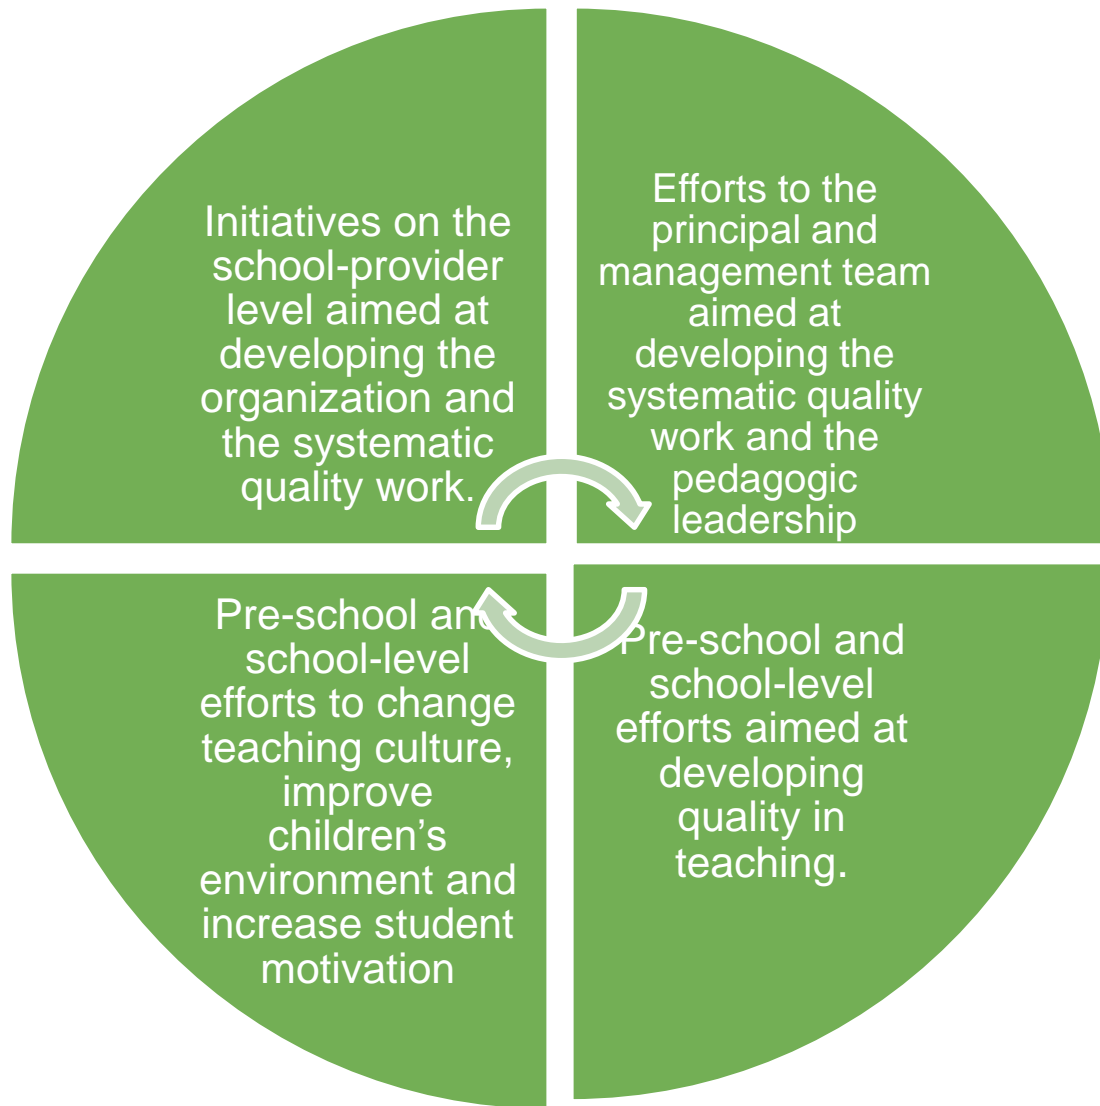 Initiatives on the
school-provider
level aimed at
developing the
organization and
the systematic
quality work.
Efforts to the
principal and
management team
aimed at
developing the
systematic quality
work and the
pedagogic
leadership
Pre-school and
school-level
efforts to change
teaching culture,
improve
children’s
environment and
increase student
motivation
Pre-school and
school-level
efforts aimed at
developing
quality in
teaching.